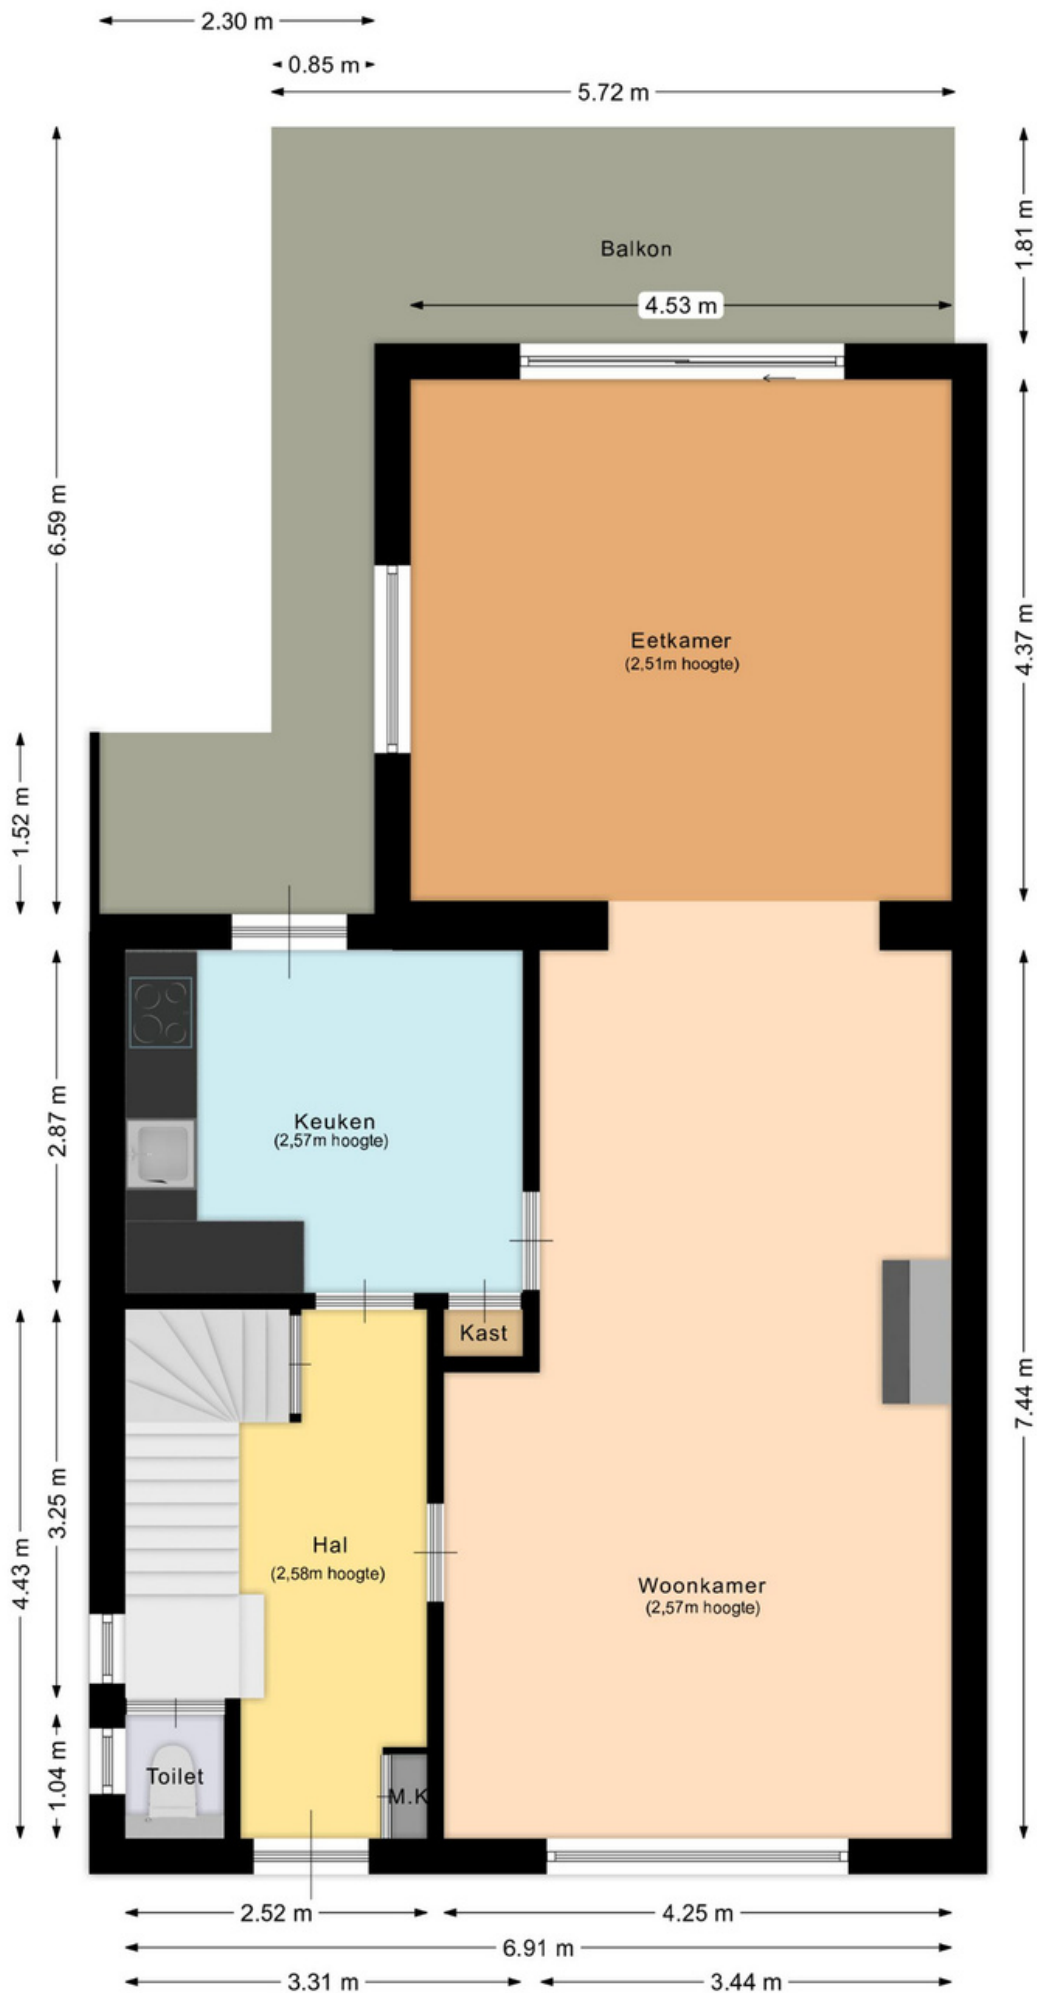 2.30 m
0.85 m
5.72 m
Balkon
1.81 m
4.53 m
6.59 m
Eetkamer
(2,51m hoogte)
4.37 m
1.52 m
2.87 m
Keuken
(2,57m hoogte)
Kast
7.44 m
3.25 m
4.43 m
Hal
(2,58m hoogte)
Woonkamer
(2,57m hoogte)
1.04 m
Toilet
M.K
2.52 m
4.25 m
6.91 m
3.31 m
3.44 m